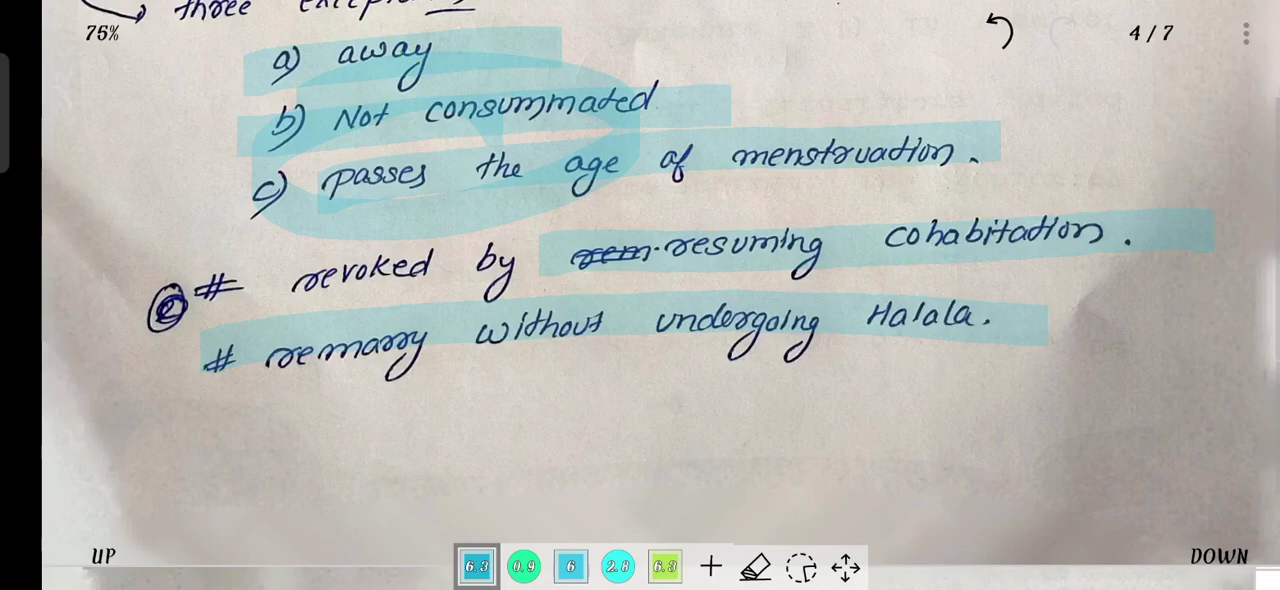 three
75%
4 / 7
a) away
b) Not consummated
c) passes the age of menstruation.
# revoked by resuming cohabitation.
# remarry without undergoing Halala.
UP
DOWN
6.3 0.9 6 2.8 6.3